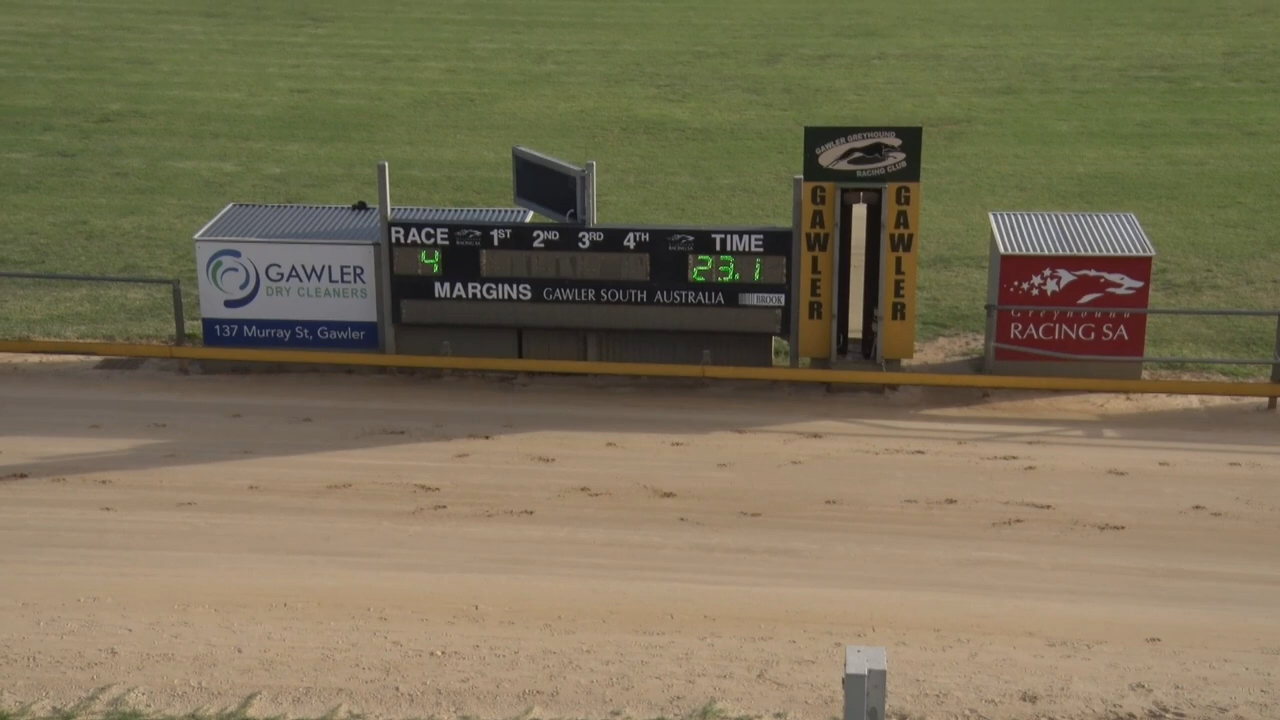 GAWLER GREYHOUND
RACING CLUB
GAWLER
GAWLER
RACE 1ST 2ND 3RD 4TH TIME
4 23.1
MARGINS GAWLER SOUTH AUSTRALIA BROOK
GAWLER
DRY CLEANERS
137 Murray St, Gawler
Greyhound
RACING SA